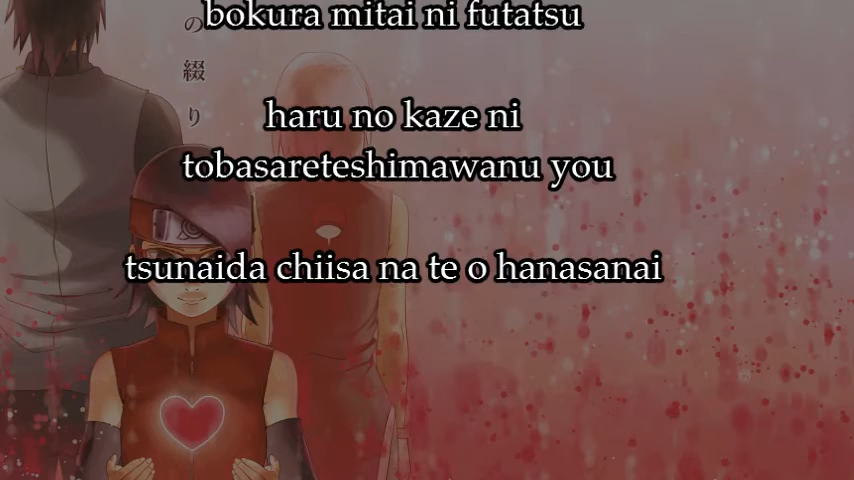 bokura mitai ni futatsu
の綴り
haru no kaze ni
tobasareteshimawanu you
tsunaida chiisa na te o hanasanai